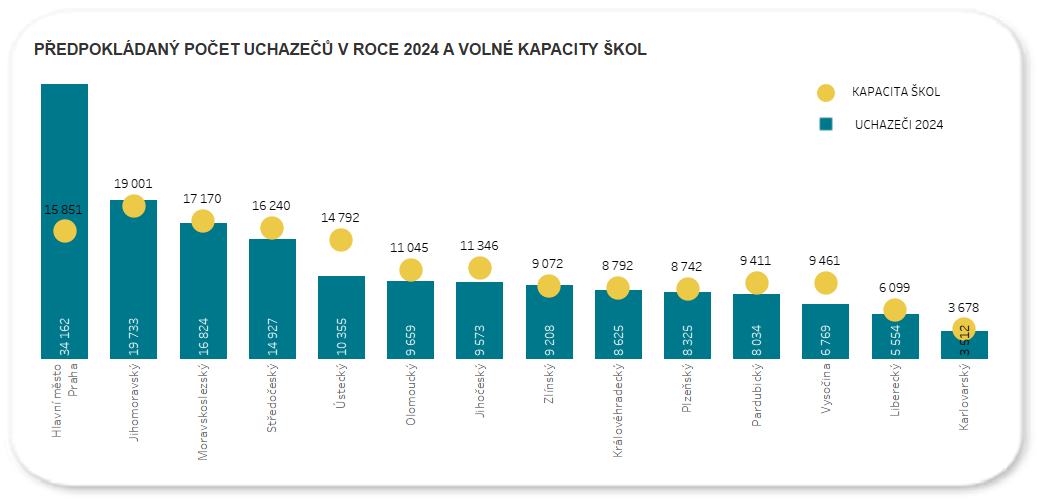 PŘEDPOKLÁDANÝ POČET UCHAZEČŮ V ROCE 2024 A VOLNÉ KAPACITY ŠKOL
KAPACITA ŠKOL
UCHAZEČI 2024
15 851
19 001
17 170
16 240
14 792
11 045
11 346
9 072
8 792
8 742
9 411
9 461
6 099
3 678
34 162
19 733
16 824
14 927
10 355
9 659
9 573
9 208
8 625
8 325
8 034
6 769
5 554
3 512
Hlavní město
Praha
Jihomoravský
Moravskoslezský
Středočeský
Ústecký
Olomoucký
Jihočeský
Zlínský
Královéhradecký
Plzeňský
Pardubický
Vysočina
Liberecký
Karlovarský